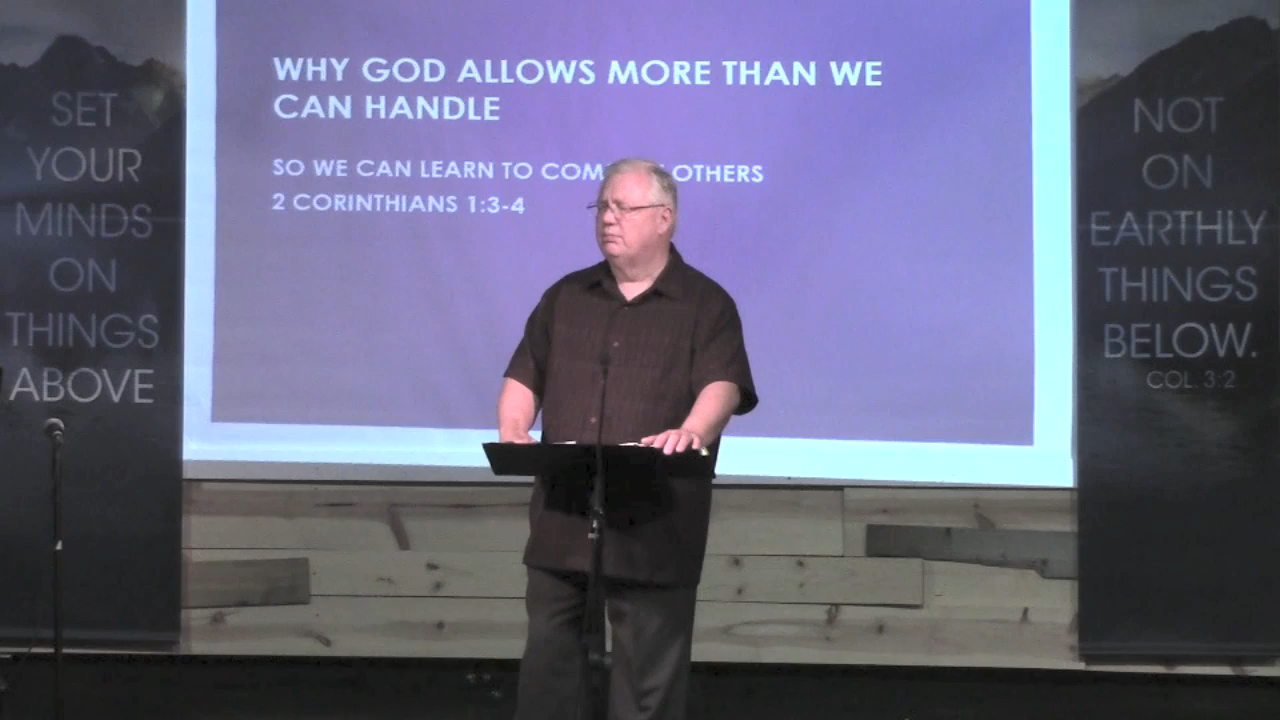 SET
YOUR
MINDS
ON
THINGS
ABOVE
WHY GOD ALLOWS MORE THAN WE
CAN HANDLE
SO WE CAN LEARN TO OTHERS
2 CORINTHIANS 1:3-4
NOT
ON
EARTHLY
THINGS
BELOW.
COL. 3:2